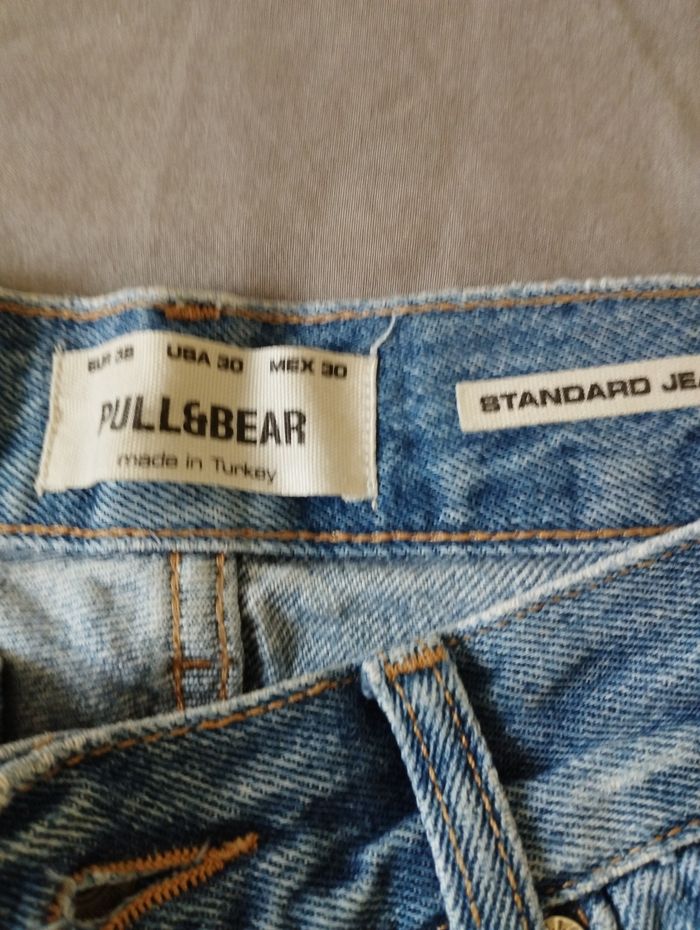 EUR 38 USA 30 MEX 30
PULL&BEAR
made in Turkey
STANDARD JEA